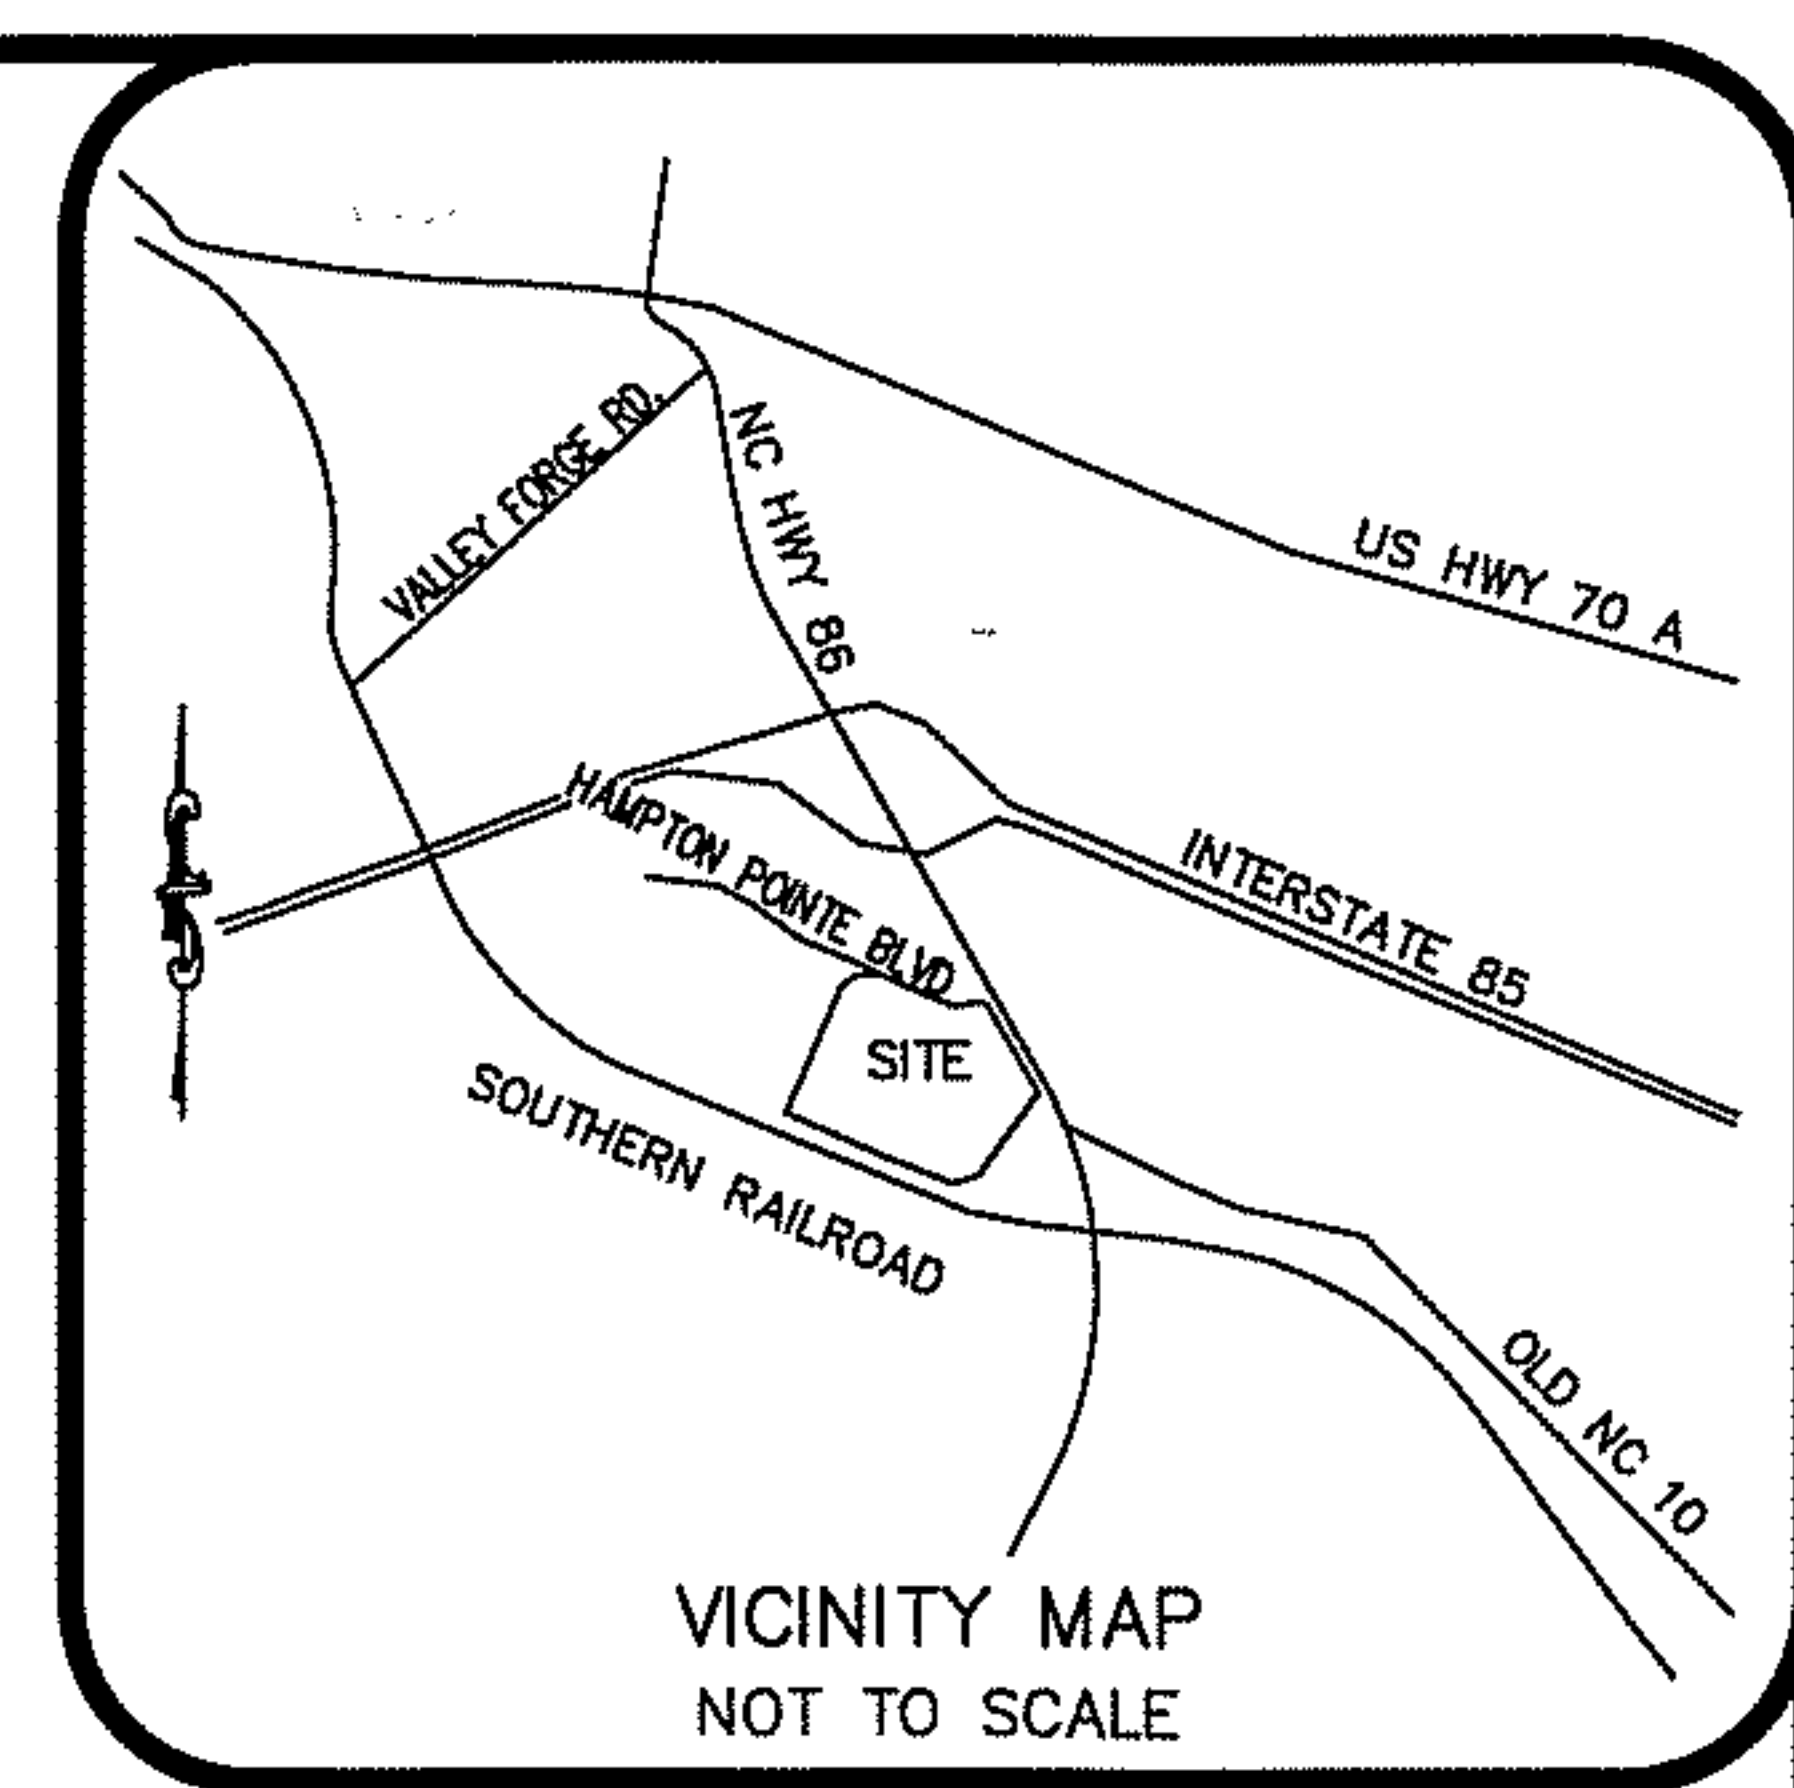 VALLEY FORGE RD.
NC HWY 86
US HWY 70 A
HAMPTON POINTE BLVD
INTERSTATE 85
SITE
SOUTHERN RAILROAD
OLD NC 10
VICINITY MAP
NOT TO SCALE